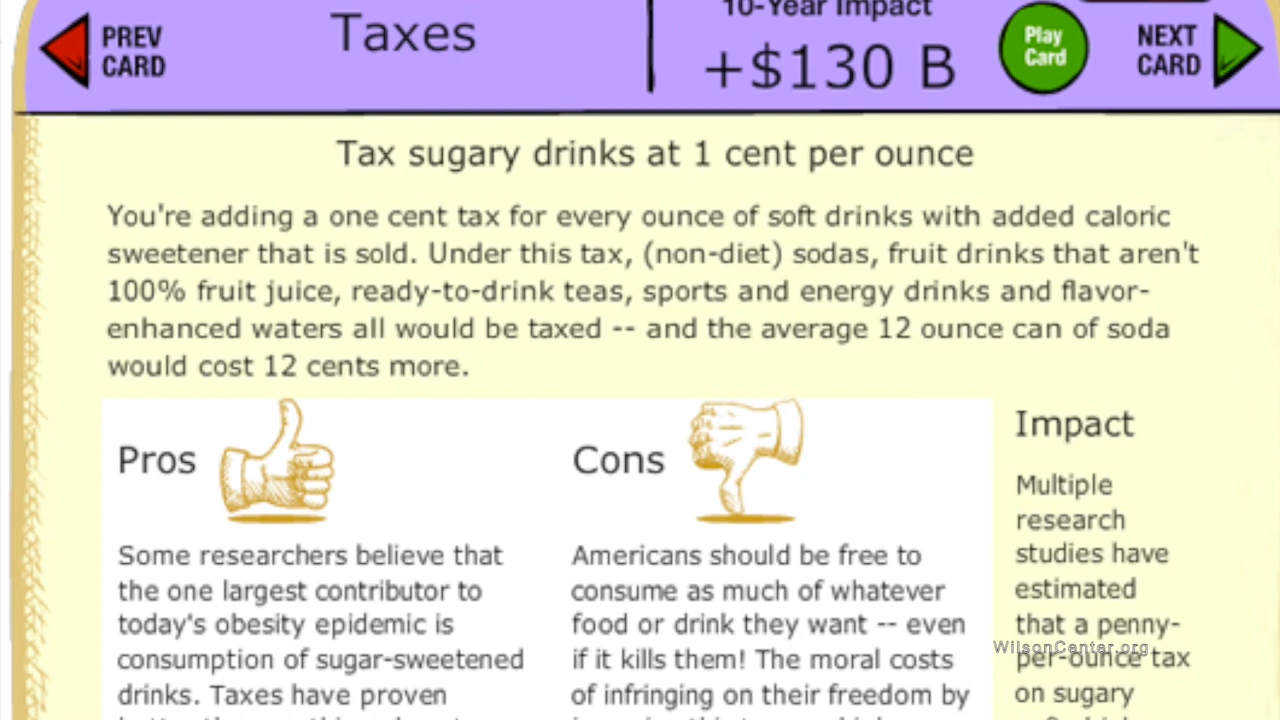 PREV
CARD
Taxes
10-Year Impact
+$130 B
Play
Card
NEXT
CARD
Tax sugary drinks at 1 cent per ounce
You're adding a one cent tax for every ounce of soft drinks with added caloric
sweetener that is sold. Under this tax, (non-diet) sodas, fruit drinks that aren't
100% fruit juice, ready-to-drink teas, sports and energy drinks and flavor-
enhanced waters all would be taxed -- and the average 12 ounce can of soda
would cost 12 cents more.
Pros
Some researchers believe that
the one largest contributor to
today's obesity epidemic is
consumption of sugar-sweetened
drinks. Taxes have proven
Cons
Americans should be free to
consume as much of whatever
food or drink they want -- even
if it kills them! The moral costs
of infringing on their freedom by
Impact
Multiple
research
studies have
estimated
that a penny-
per-ounce tax
on sugary
WilsonCenter.org